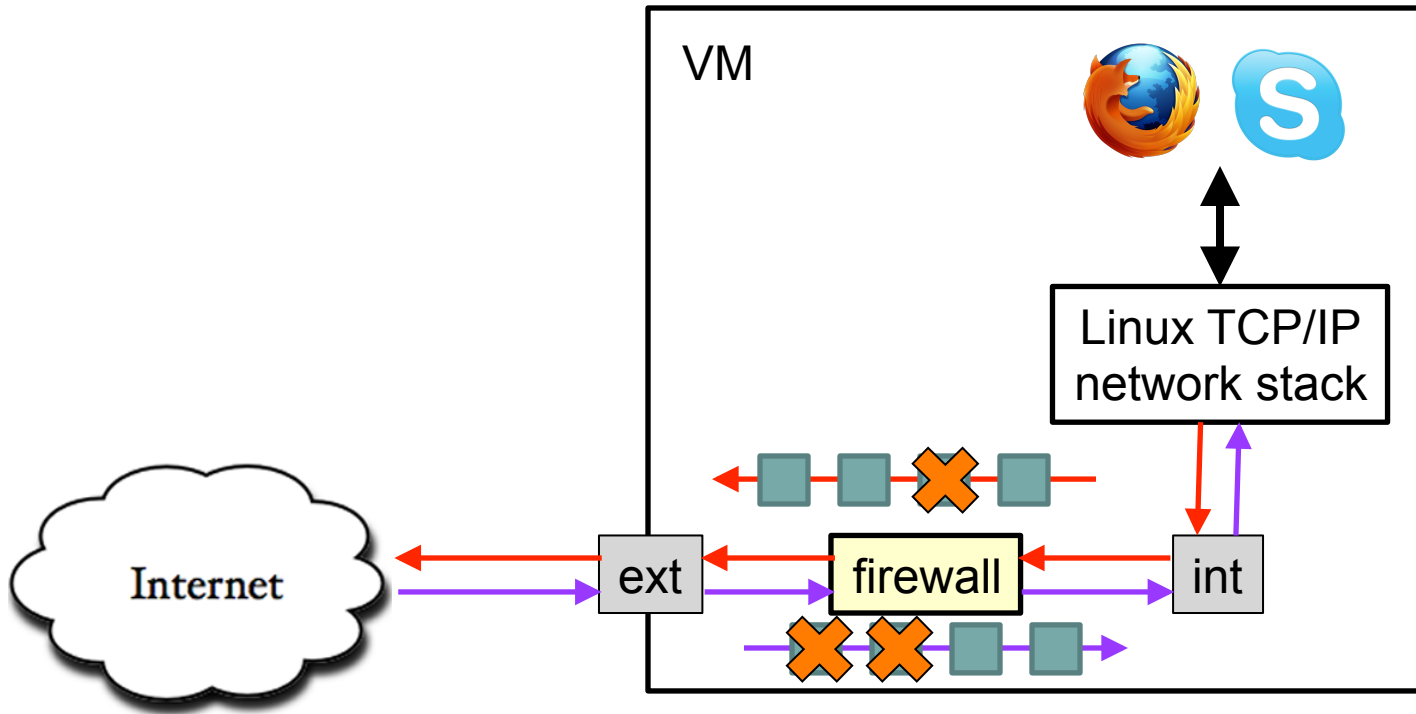 VM
S
Linux TCP/IP
network stack
Internet
ext
firewall
int